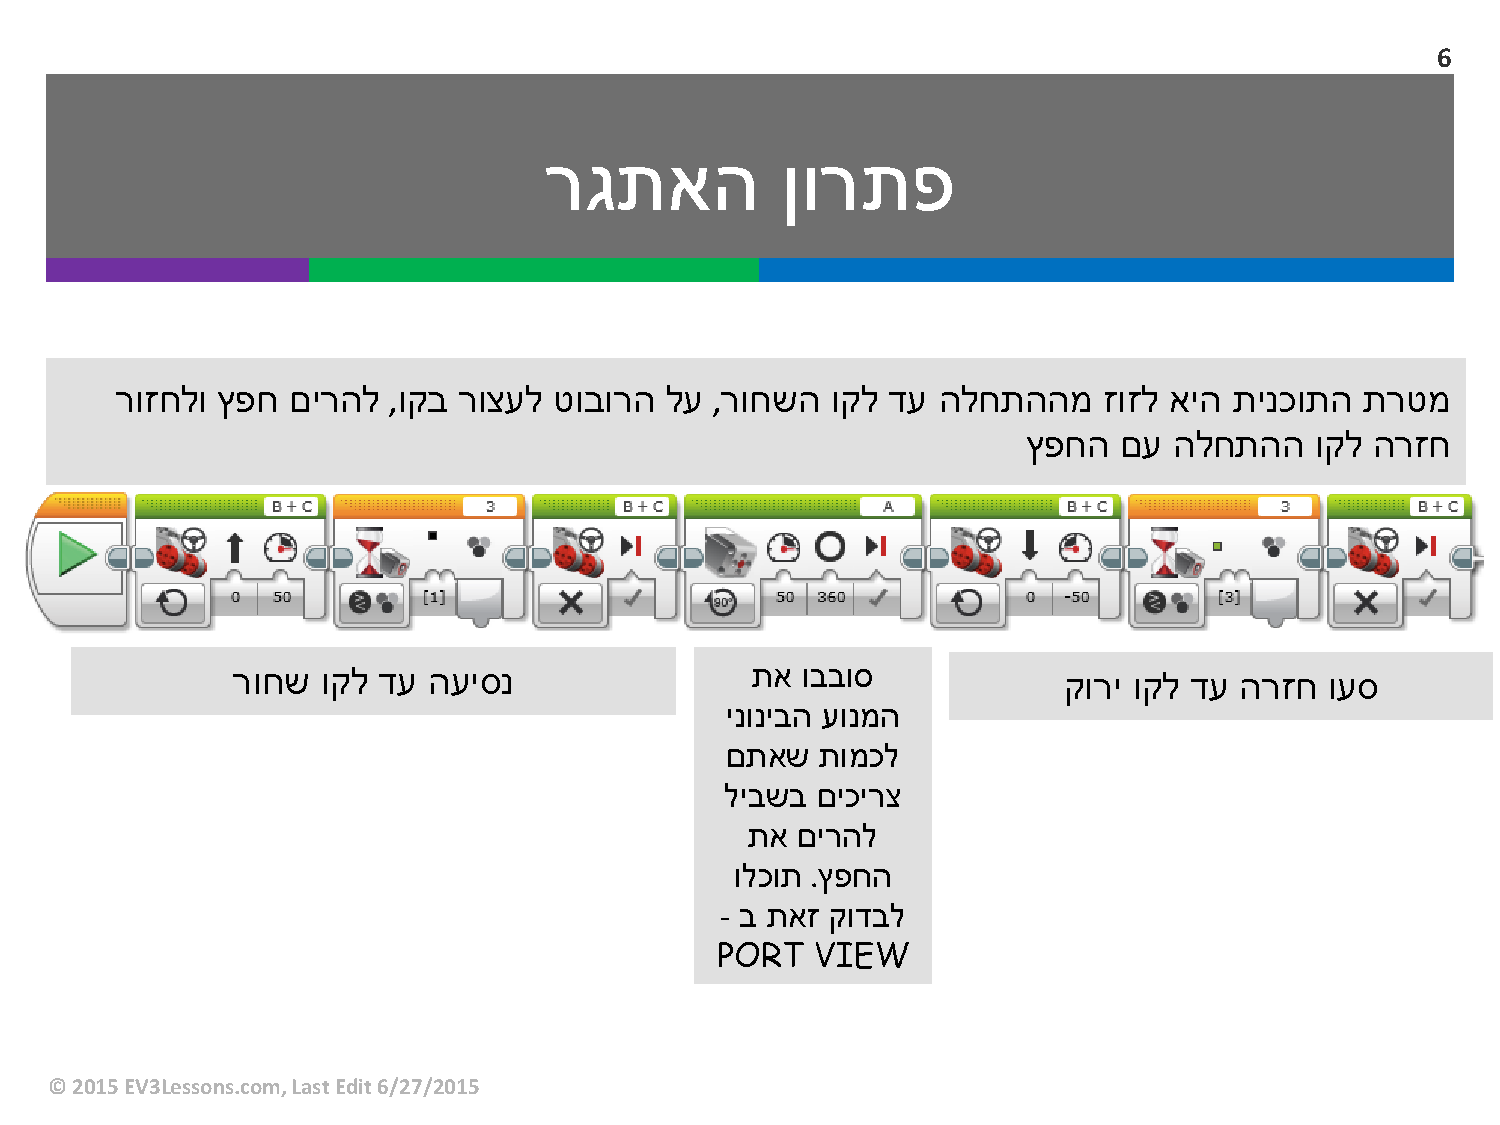 6
פתרון האתגר
מטרת התוכנית היא לזוז מההתחלה עד לקו השחור, על הרובוט לעצור בקו, להרים חפץ ולחזור
חזרה לקו ההתחלה עם החפץ
B + C 3 B + C A B + C 3 B + C
0 50 [1] 90° 50 360 0 -50 [3]
נסיעה עד לקו שחור
סובבו את
המנוע הבינוני
לכמות שאתם
צריכים בשביל
להרים את
החפץ. תוכלו
לבדוק זאת ב -
PORT VIEW
סעו חזרה עד לקו ירוק
© 2015 EV3Lessons.com, Last Edit 6/27/2015